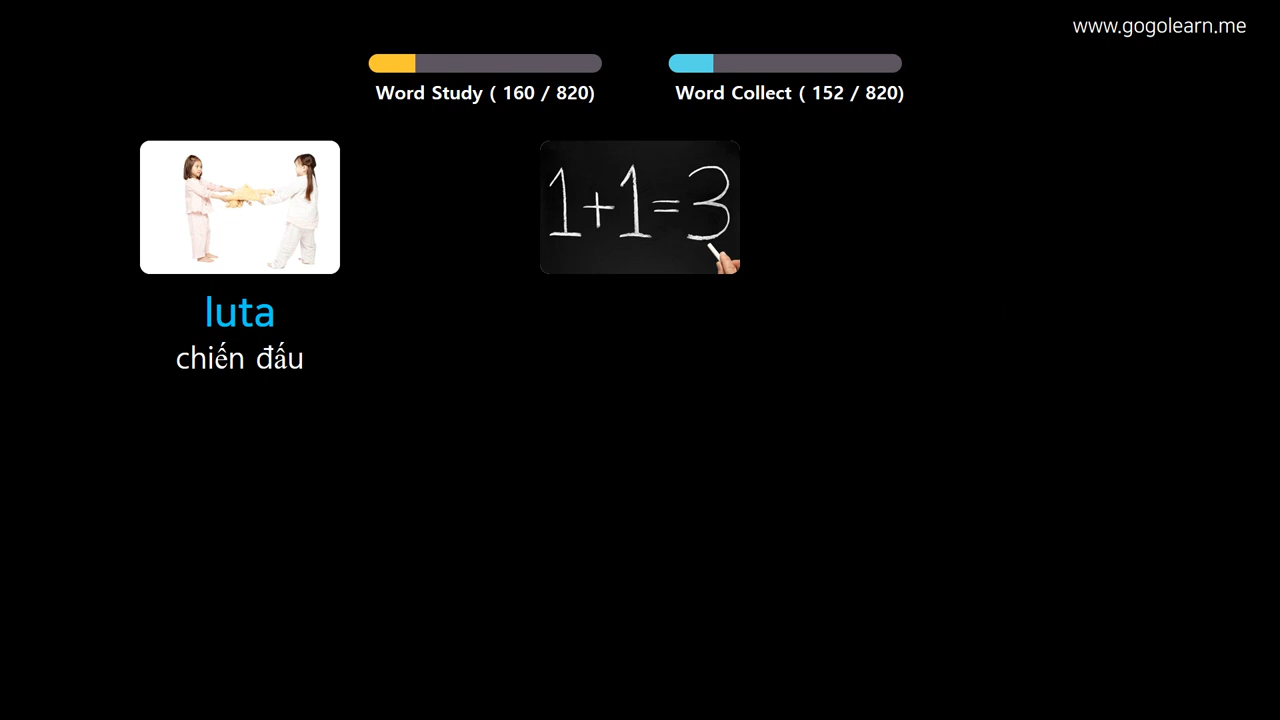 www.gogolearn.me
Word Study ( 160 / 820)
Word Collect ( 152 / 820)
1+1=3
luta
chiến đấu